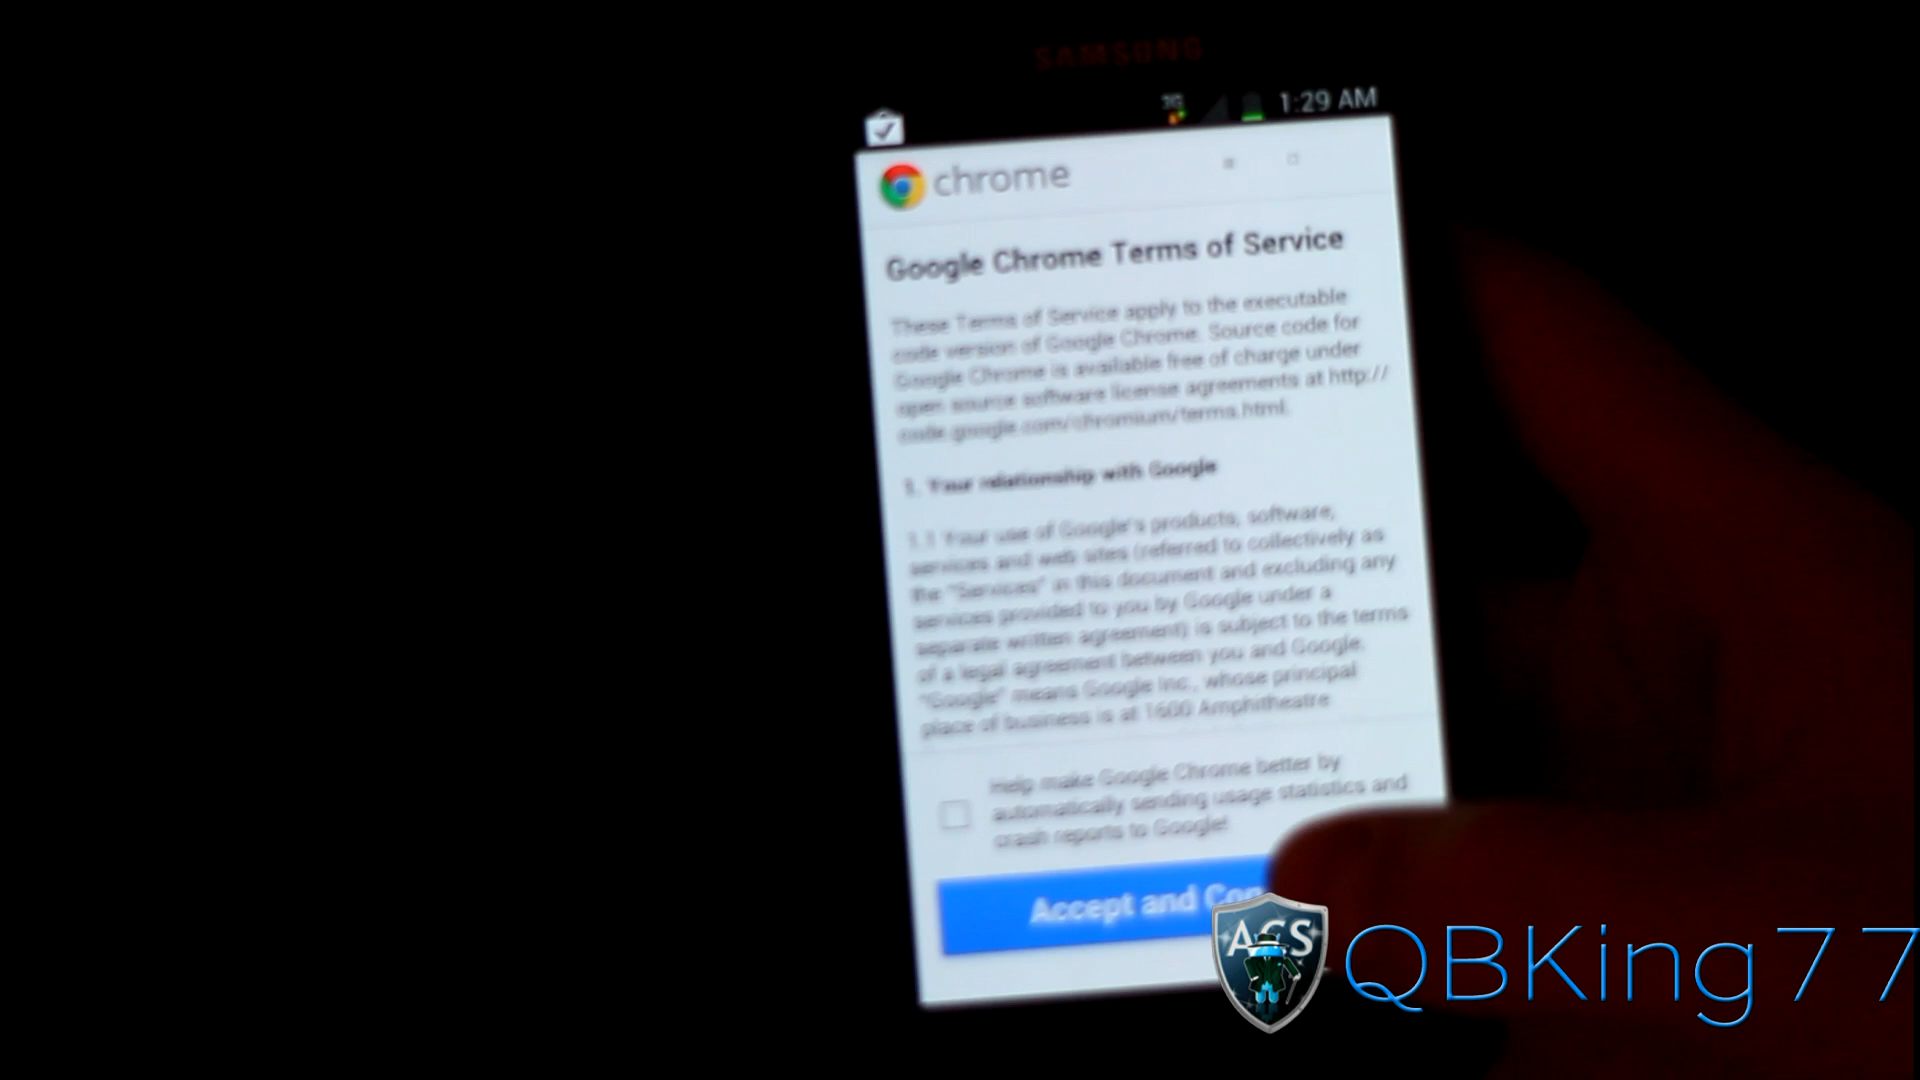 SAMSUNG
3G 1:29 AM
chrome
Google Chrome Terms of Service
These Terms of Service apply to the executable
code version of Google Chrome. Source code for
Google Chrome is available free of charge under
open source software license agreements at http://
code.google.com/chromium/terms.html.
1. Your relationship with Google
1.1 Your use of Google's products, software,
services and web sites (referred to collectively as
the "Services" in this document and excluding any
services provided to you by Google under a
separate written agreement) is subject to the terms
of a legal agreement between you and Google.
"Google" means Google Inc., whose principal
place of business is at 1600 Amphitheatre
Help make Google Chrome better by
automatically sending usage statistics and
crash reports to Google!
Accept and Con
ACS
QBKing77